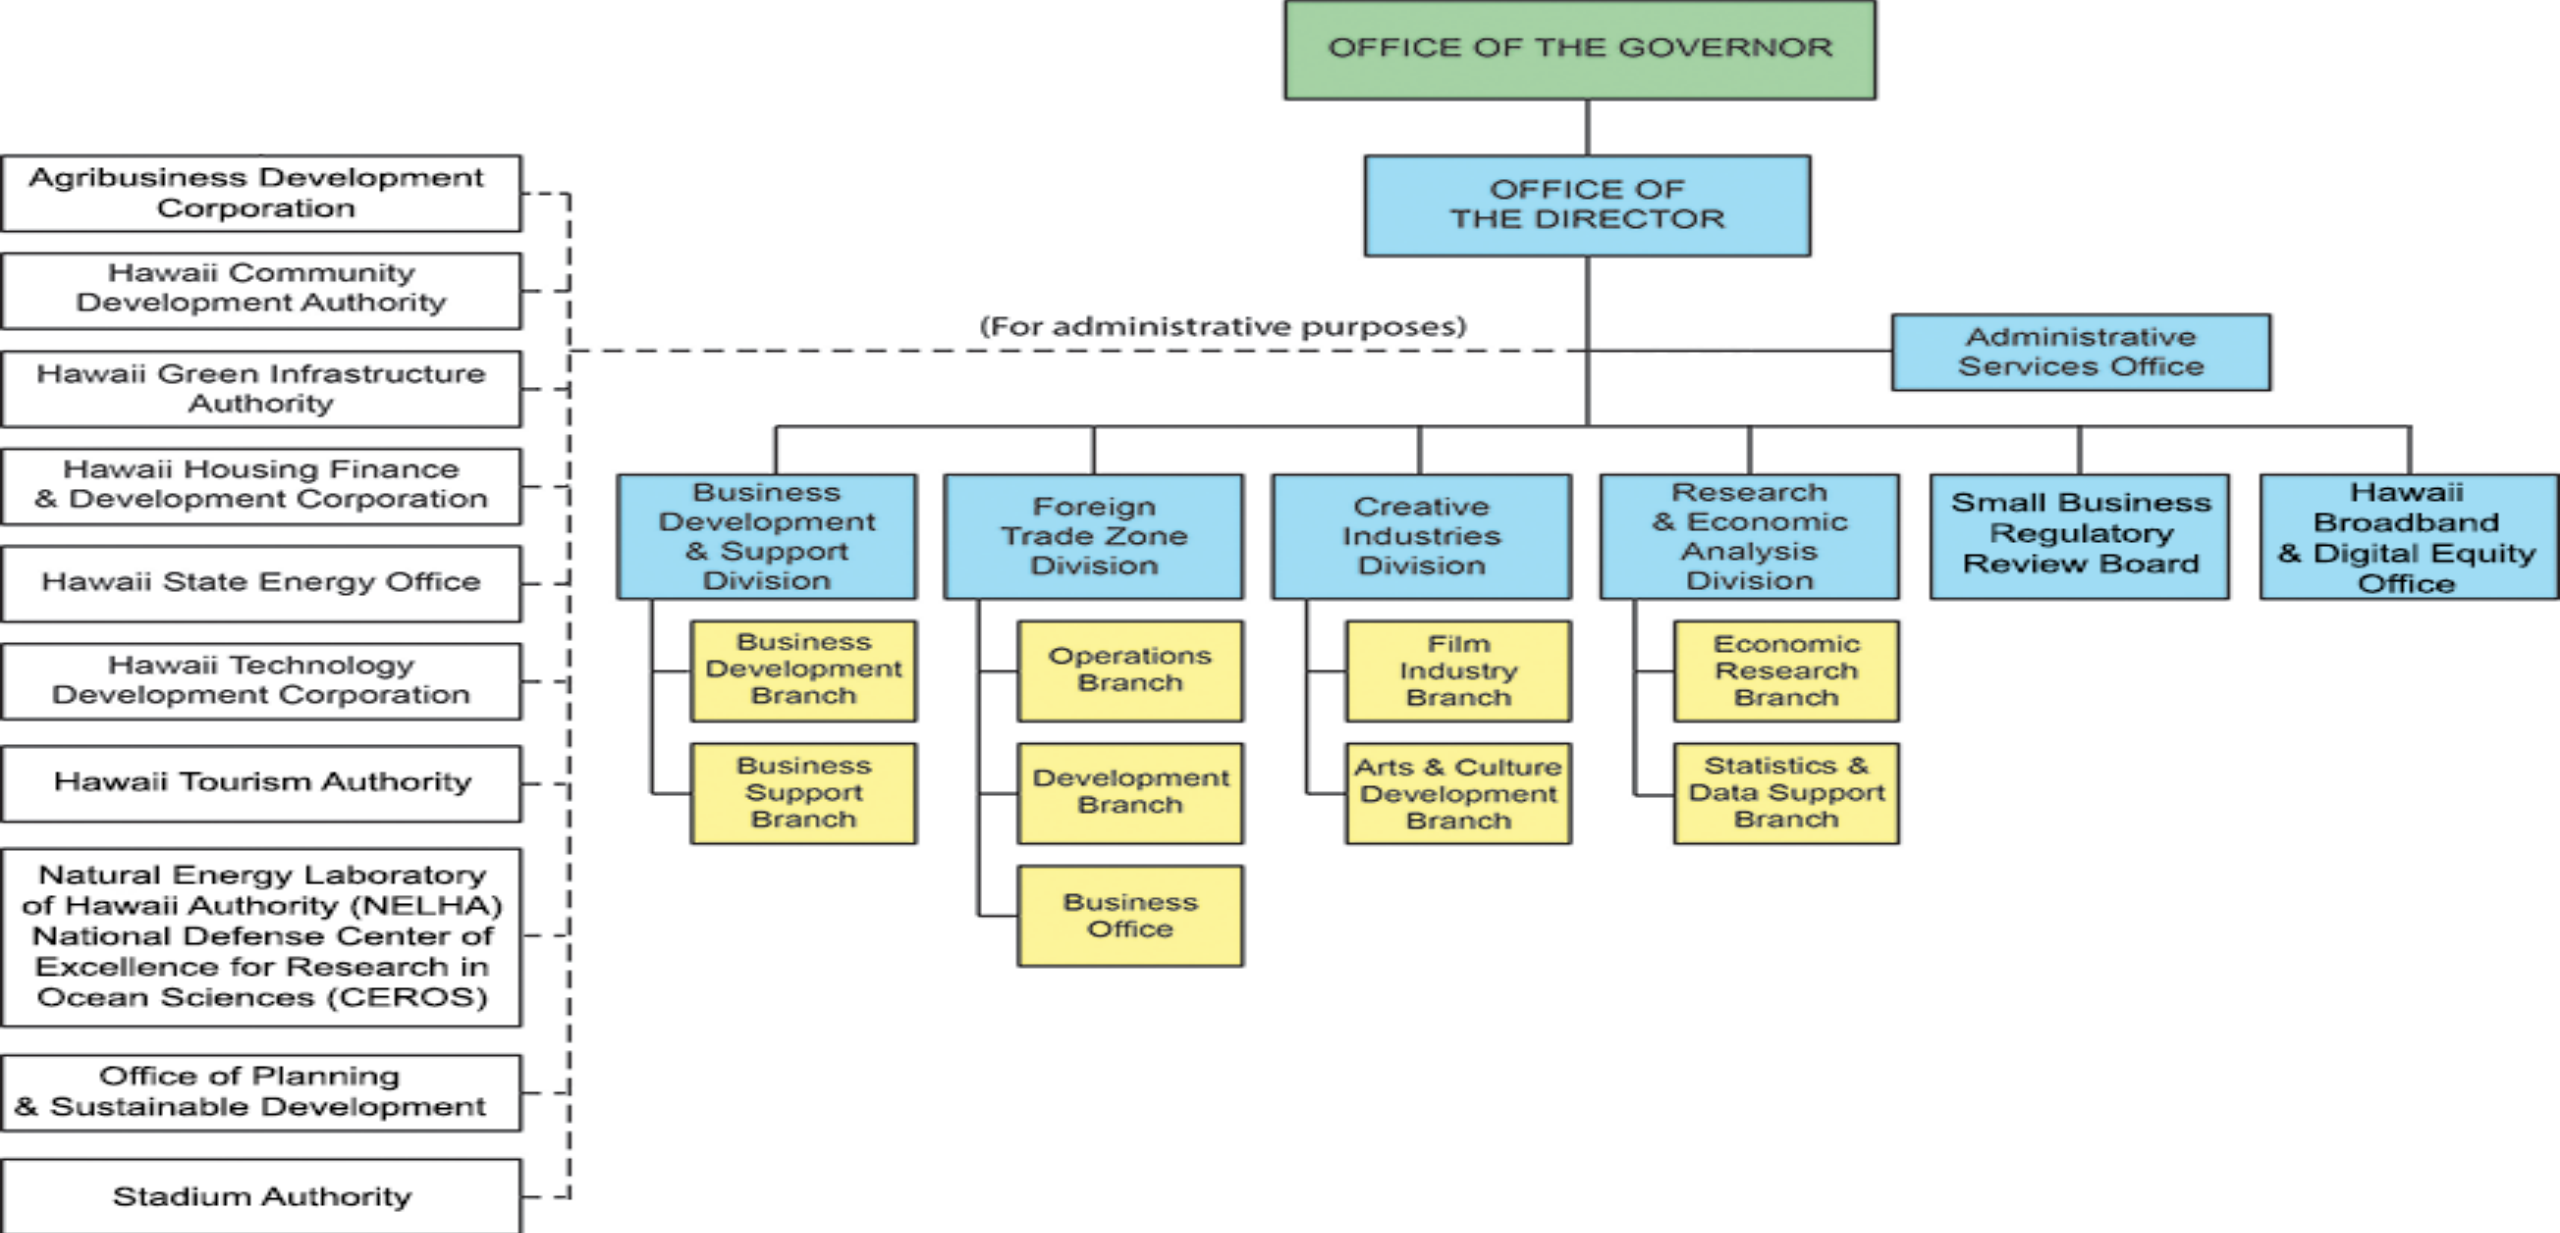 OFFICE OF THE GOVERNOR
OFFICE OF
THE DIRECTOR
(For administrative purposes)
Administrative
Services Office
Agribusiness Development
Corporation
Hawaii Community
Development Authority
Hawaii Green Infrastructure
Authority
Hawaii Housing Finance
& Development Corporation
Hawaii State Energy Office
Hawaii Technology
Development Corporation
Hawaii Tourism Authority
Natural Energy Laboratory
of Hawaii Authority (NELHA)
National Defense Center of
Excellence for Research in
Ocean Sciences (CEROS)
Office of Planning
& Sustainable Development
Stadium Authority
Business
Development
& Support
Division
Business
Development
Branch
Business
Support
Branch
Foreign
Trade Zone
Division
Operations
Branch
Development
Branch
Business
Office
Creative
Industries
Division
Film
Industry
Branch
Arts & Culture
Development
Branch
Research
& Economic
Analysis
Division
Economic
Research
Branch
Statistics &
Data Support
Branch
Small Business
Regulatory
Review Board
Hawaii
Broadband
& Digital Equity
Office